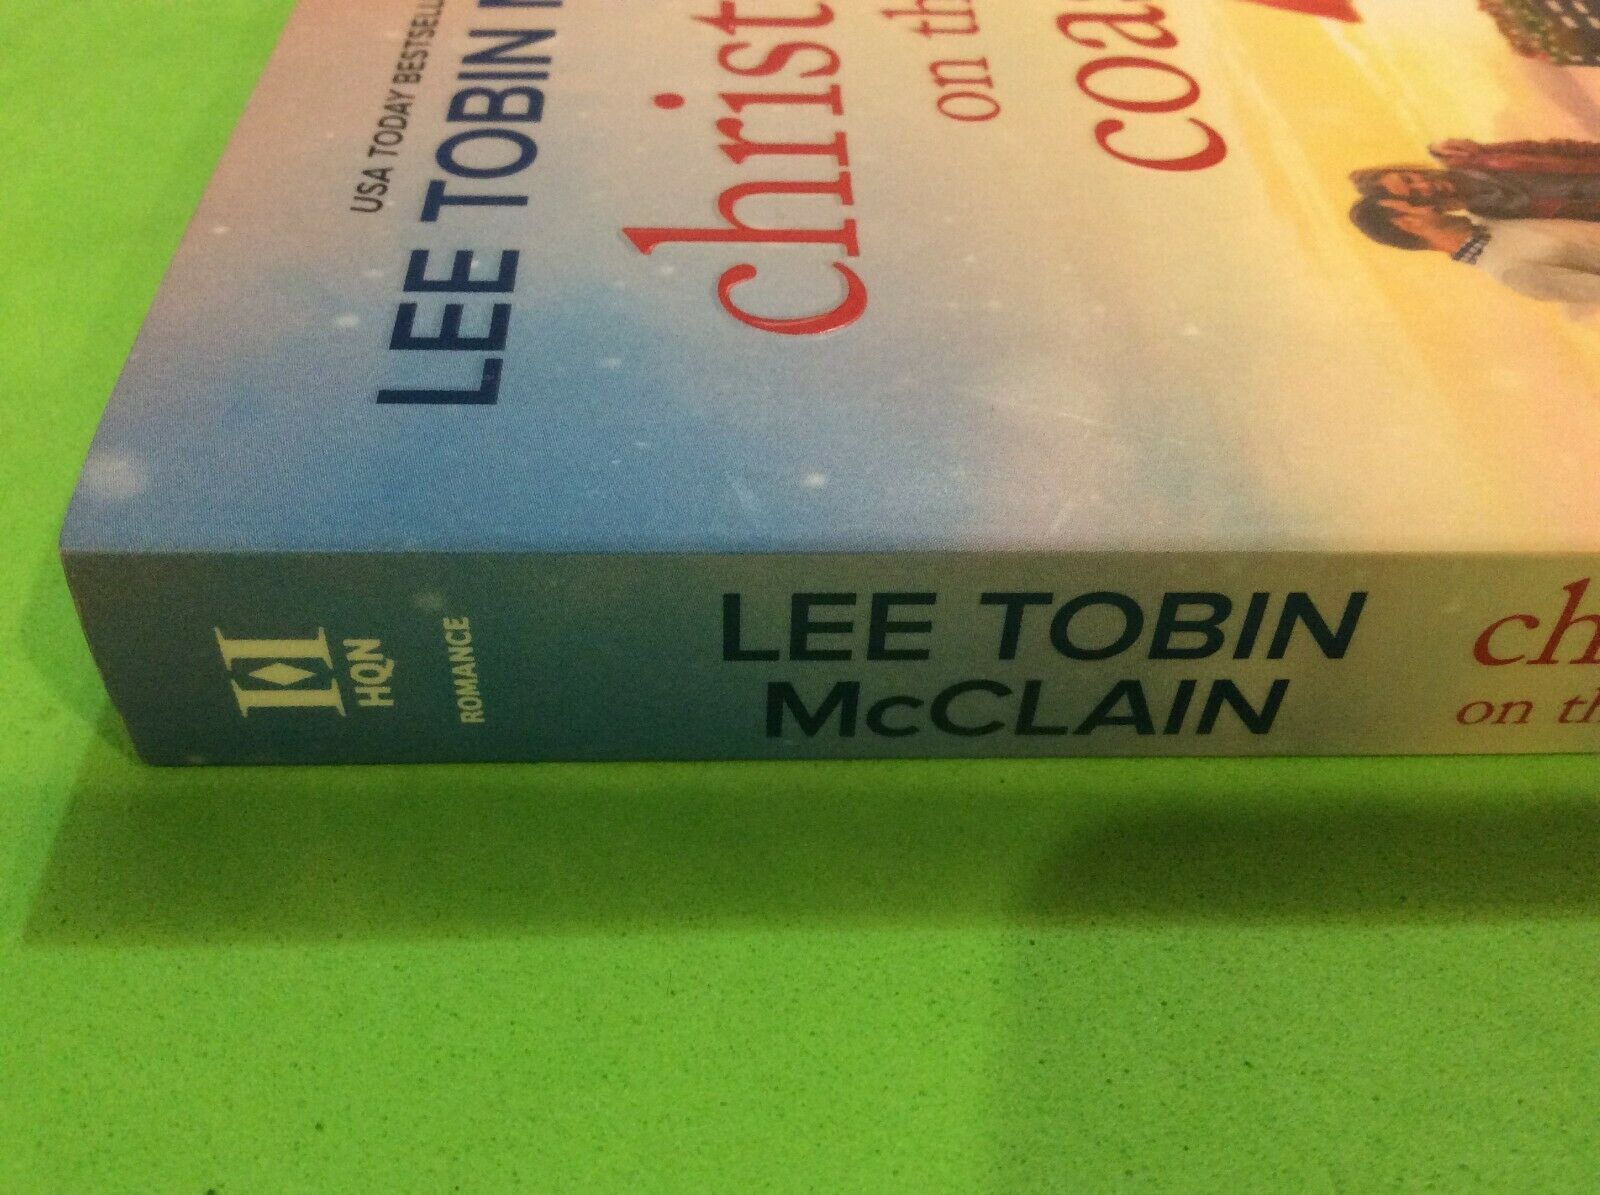 USA TODAY BESTSELL
LEE TOBIN
christ
on th
coa
HQN
ROMANCE
LEE TOBIN
McCLAIN
ch
on th